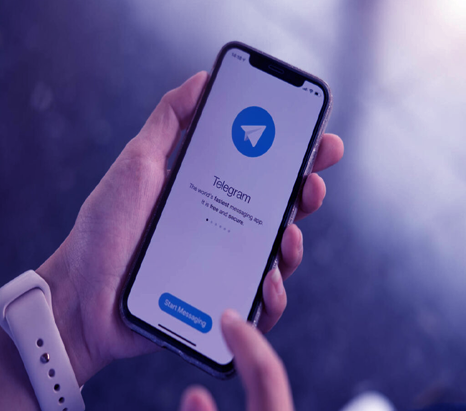 Telegram
The world's fastest messaging app.
It is free and secure.
Start Messaging